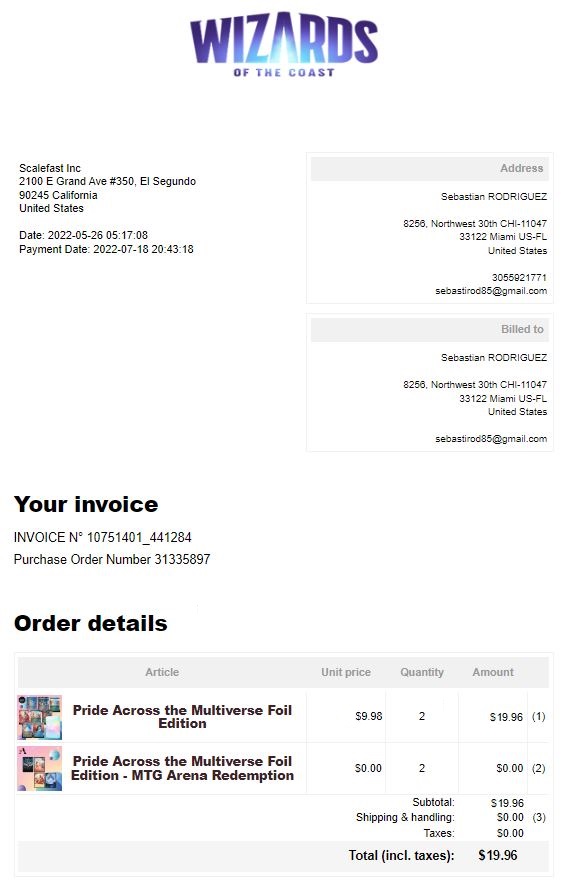 WIZARDS
OF THE COAST
Scalefast Inc
2100 E Grand Ave #350, El Segundo
90245 California
United States
Date: 2022-05-26 05:17:08
Payment Date: 2022-07-18 20:43:18
Address
Sebastian RODRIGUEZ
8256, Northwest 30th CHI-11047
33122 Miami US-FL
United States
3055921771
sebastirod85@gmail.com
Billed to
Sebastian RODRIGUEZ
8256, Northwest 30th CHI-11047
33122 Miami US-FL
United States
sebastirod85@gmail.com
Your invoice
INVOICE N° 10751401_441284
Purchase Order Number 31335897
Order details
Article Unit price Quantity Amount
Pride Across the Multiverse Foil
Edition
$9.98 2 $19.96 (1)
Pride Across the Multiverse Foil
Edition - MTG Arena Redemption
$0.00 2 $0.00 (2)
Subtotal: $19.96
Shipping & handling: $0.00 (3)
Taxes: $0.00
Total (incl. taxes): $19.96